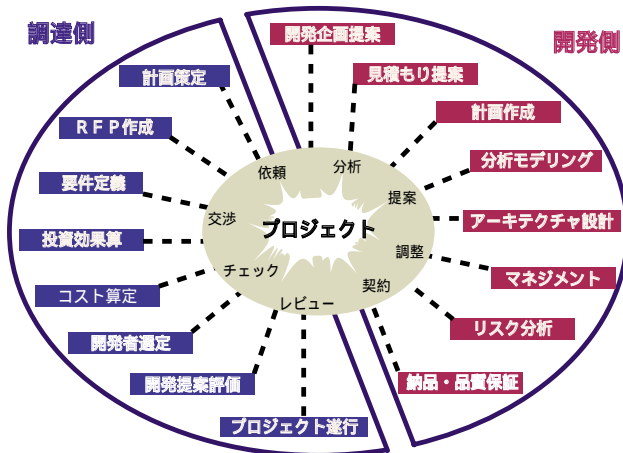 調達側
開発側
計画策定
ＲＦＰ作成
要件定義
投資効果算
コスト算定
開発者選定
開発提案評価
プロジェクト遂行
開発企画提案
見積もり提案
計画作成
分析モデリング
アーキテクチャ設計
マネジメント
リスク分析
納品・品質保証
依頼
分析
提案
交渉
プロジェクト
調整
チェック
契約
レビュー